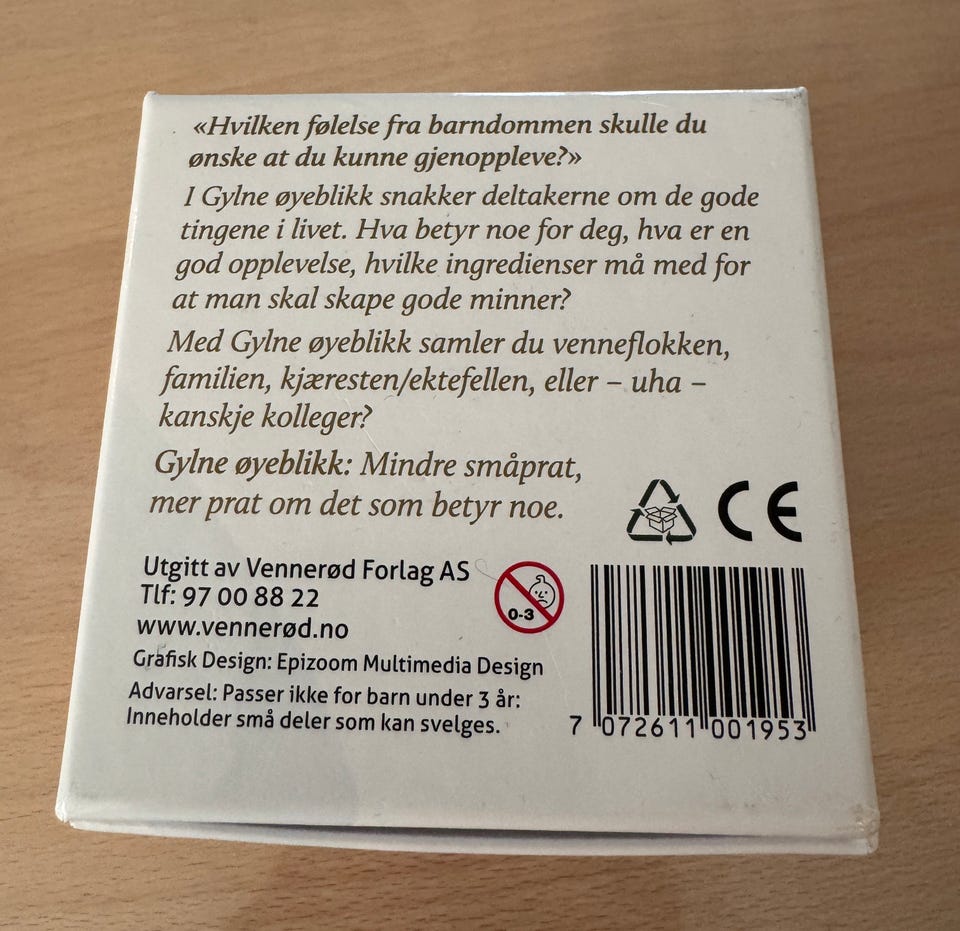 «Hvilken følelse fra barndommen skulle du
ønske at du kunne gjenoppleve?»
I Gylne øyeblikk snakker deltakerne om de gode
tingene i livet. Hva betyr noe for deg, hva er en
god opplevelse, hvilke ingredienser må med for
at man skal skape gode minner?
Med Gylne øyeblikk samler du venneflokken,
familien, kjæresten/ektefellen, eller – uha –
kanskje kolleger?
Gylne øyeblikk: Mindre småprat,
mer prat om det som betyr noe.
CE
Utgitt av Vennerød Forlag AS
Tlf: 97 00 88 22
www.vennerød.no
0-3
Grafisk Design: Epizoom Multimedia Design
Advarsel: Passer ikke for barn under 3 år:
Inneholder små deler som kan svelges.
7 072611 001953